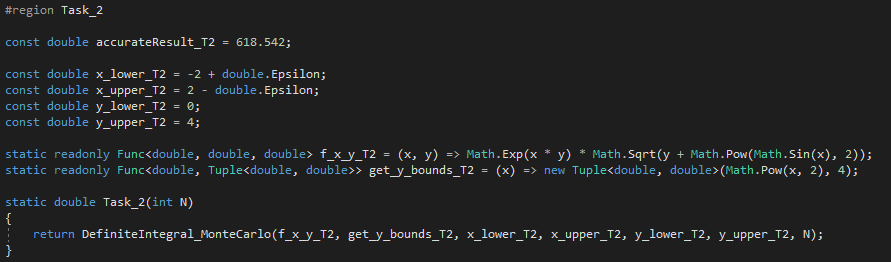 #region Task_2
const double accurateResult_T2 = 618.542;
const double x_lower_T2 = -2 + double.Epsilon;
const double x_upper_T2 = 2 - double.Epsilon;
const double y_lower_T2 = 0;
const double y_upper_T2 = 4;
static readonly Func<double, double, double> f_x_y_T2 = (x, y) => Math.Exp(x * y) * Math.Sqrt(y + Math.Pow(Math.Sin(x), 2));
static readonly Func<double, Tuple<double, double>> get_y_bounds_T2 = (x) => new Tuple<double, double>(Math.Pow(x, 2), 4);
static double Task_2(int N)
{
    return DefiniteIntegral_MonteCarlo(f_x_y_T2, get_y_bounds_T2, x_lower_T2, x_upper_T2, y_lower_T2, y_upper_T2, N);
}